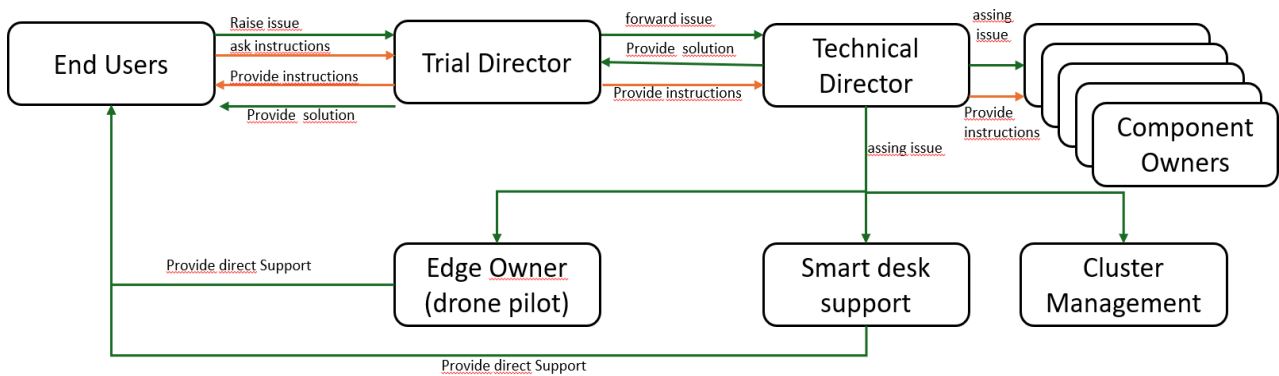 Raise issue
ask instructions
Provide instructions
Provide solution
End Users
Trial Director
forward issue
Provide solution
Provide instructions
Technical
Director
assing
issue
Provide
instructions
Component
Owners
assing issue
Provide direct Support
Edge Owner
(drone pilot)
Smart desk
support
Cluster
Management
Provide direct Support